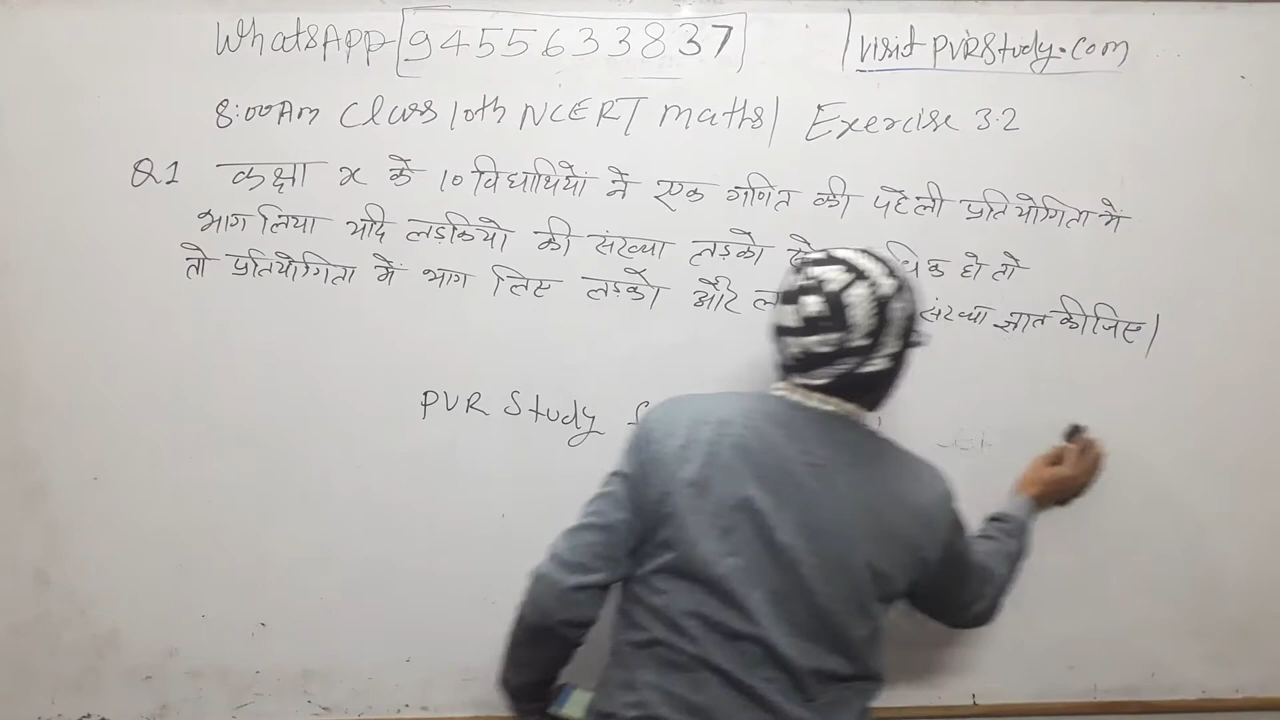 WhatsApp 9455633837 | visit PVRStudy.com
8:00Am Class 10th NCERT maths | Exercise 3.2
Q1 कक्षा x के 10 विद्यार्थियों ने एक गणित की पहेली प्रतियोगिता में
भाग लिया यदि लड़कियो की संख्या लड़को हो तो
तो प्रतियोगिता में भाग लिए लड़को और संख्या ज्ञात कीजिए।
PVR Study